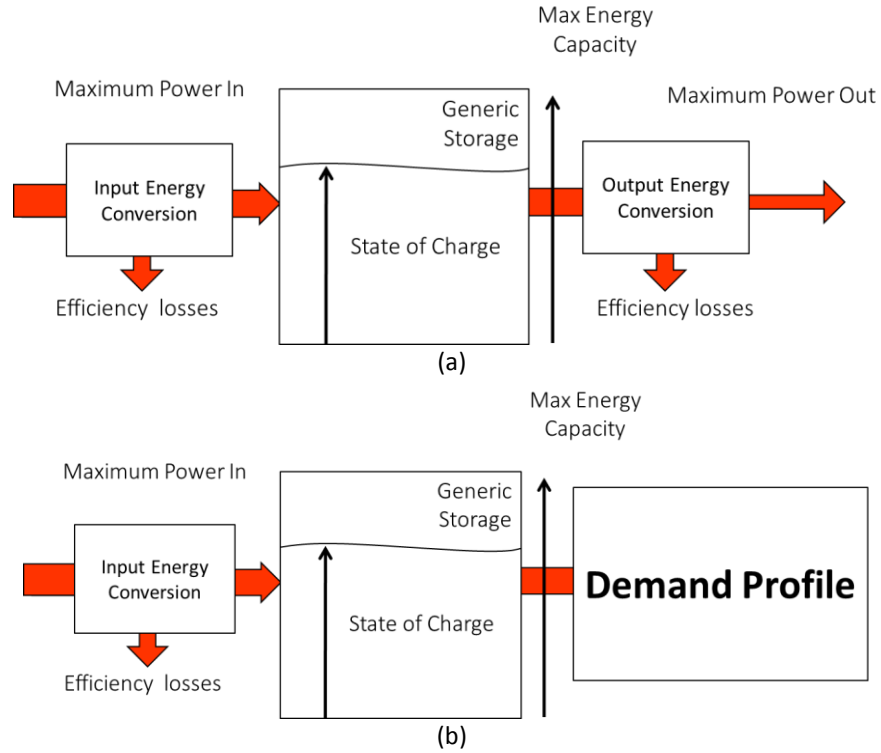 Max Energy
Capacity
Maximum Power In
Maximum Power Out
Generic
Storage
Input Energy
Conversion
Output Energy
Conversion
State of Charge
Efficiency losses
Efficiency losses
(a)
Max Energy
Capacity
Maximum Power In
Generic
Storage
Input Energy
Conversion
Demand Profile
State of Charge
Efficiency losses
(b)